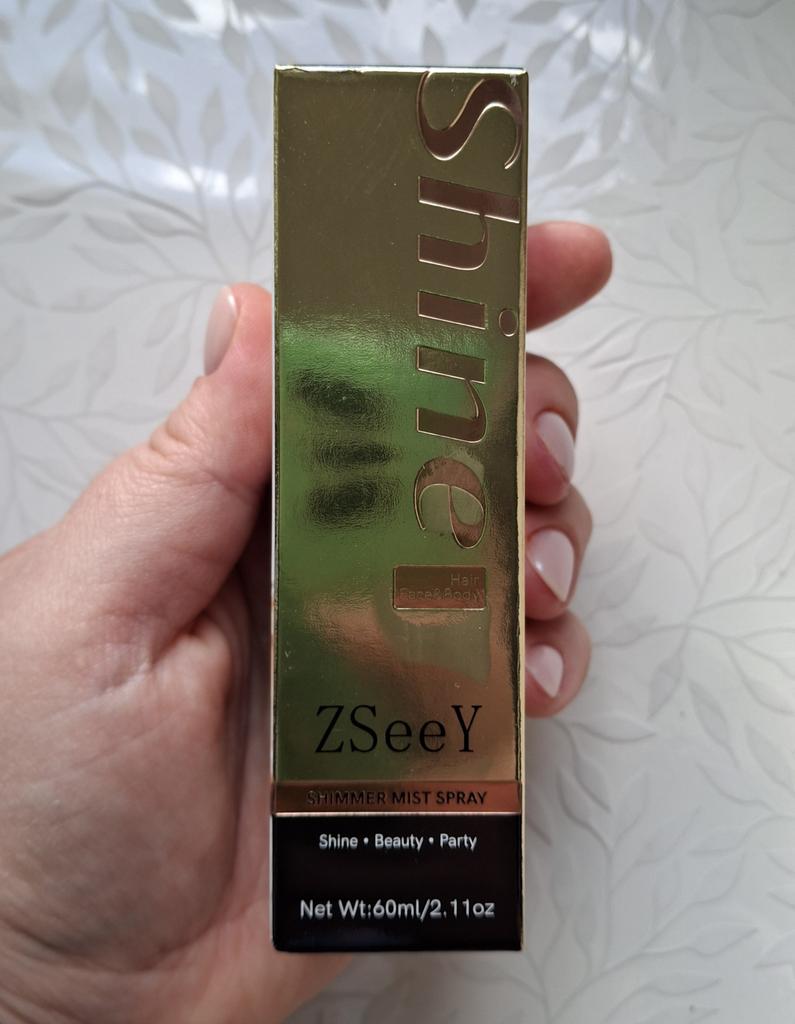 Shine
Hair
Face&Body
ZSeeY
SHIMMER MIST SPRAY
Shine • Beauty • Party
Net Wt:60ml/2.11oz